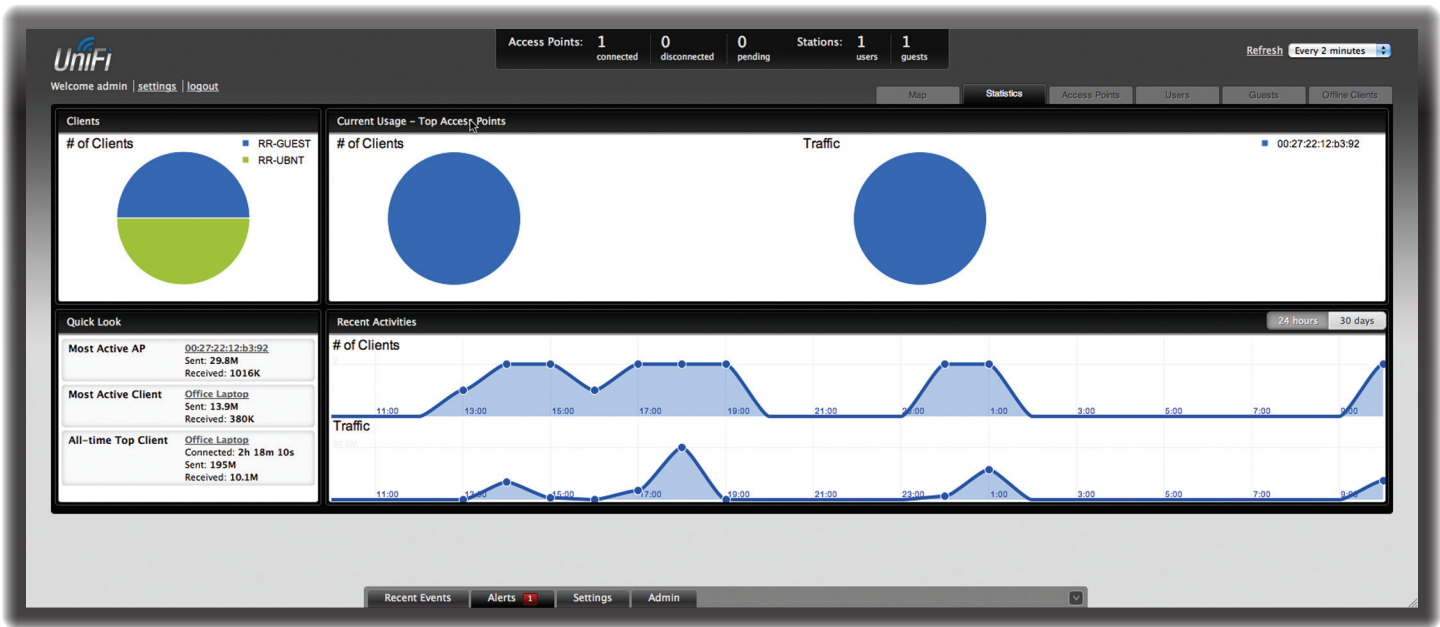 UniFi
Access Points: 1 connected 0 disconnected 0 pending Stations: 1 users 1 guests
Refresh Every 2 minutes
Welcome admin | settings | logout
Map Statistics Access Points Users Guests Offline Clients
Clients
# of Clients
RR-GUEST
RR-UBNT
Current Usage – Top Access Points
# of Clients
Traffic
00:27:22:12:b3:92
Quick Look
Most Active AP 00:27:22:12:b3:92
Sent: 29.8M
Received: 1016K
Most Active Client Office Laptop
Sent: 13.9M
Received: 380K
All-time Top Client Office Laptop
Connected: 2h 18m 10s
Sent: 195M
Received: 10.1M
Recent Activities
24 hours 30 days
# of Clients
11:00 13:00 15:00 17:00 19:00 21:00 23:00 1:00 3:00 5:00 7:00 9:00
Traffic
11:00 13:00 15:00 17:00 19:00 21:00 23:00 1:00 3:00 5:00 7:00 9:00
Recent Events Alerts 1 Settings Admin